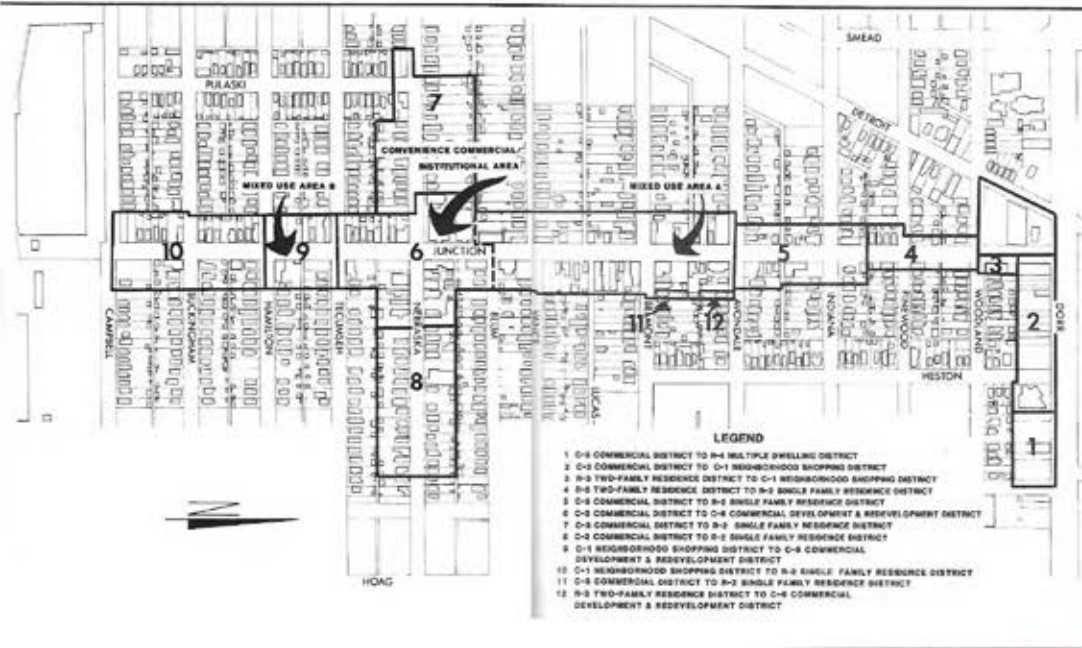 SMEAD
PULASKI
7
DETROIT
CONVENIENCE COMMERCIAL/
INSTITUTIONAL AREA
MIXED USE AREA B
MIXED USE AREA A
10
9
6
JUNCTION
5
4
3
2
1
11
12
8
CAMPBELL
BUCKINGHAM
HAMILTON
TECUMSEH
NEBRASKA
BLUM
VANCE
LUCAS
BELMONT
AVONDALE
INDIANA
PINEWOOD
WOODLAND
DORR
HESTON
HOAG
LEGEND
1 C-3 COMMERCIAL DISTRICT TO R-4 MULTIPLE DWELLING DISTRICT
2 C-3 COMMERCIAL DISTRICT TO C-1 NEIGHBORHOOD SHOPPING DISTRICT
3 R-3 TWO-FAMILY RESIDENCE DISTRICT TO C-1 NEIGHBORHOOD SHOPPING DISTRICT
4 R-3 TWO-FAMILY RESIDENCE DISTRICT TO R-2 SINGLE FAMILY RESIDENCE DISTRICT
5 C-3 COMMERCIAL DISTRICT TO R-2 SINGLE FAMILY RESIDENCE DISTRICT
6 C-3 COMMERCIAL DISTRICT TO C-6 COMMERCIAL DEVELOPMENT & REDEVELOPMENT DISTRICT
7 C-3 COMMERCIAL DISTRICT TO R-2 SINGLE FAMILY RESIDENCE DISTRICT
8 C-3 COMMERCIAL DISTRICT TO R-2 SINGLE FAMILY RESIDENCE DISTRICT
9 C-1 NEIGHBORHOOD SHOPPING DISTRICT TO C-6 COMMERCIAL
DEVELOPMENT & REDEVELOPMENT DISTRICT
10 C-1 NEIGHBORHOOD SHOPPING DISTRICT TO R-2 SINGLE FAMILY RESIDENCE DISTRICT
11 C-3 COMMERCIAL DISTRICT TO R-2 SINGLE FAMILY RESIDENCE DISTRICT
12 R-3 TWO-FAMILY RESIDENCE DISTRICT TO C-6 COMMERCIAL
DEVELOPMENT & REDEVELOPMENT DISTRICT